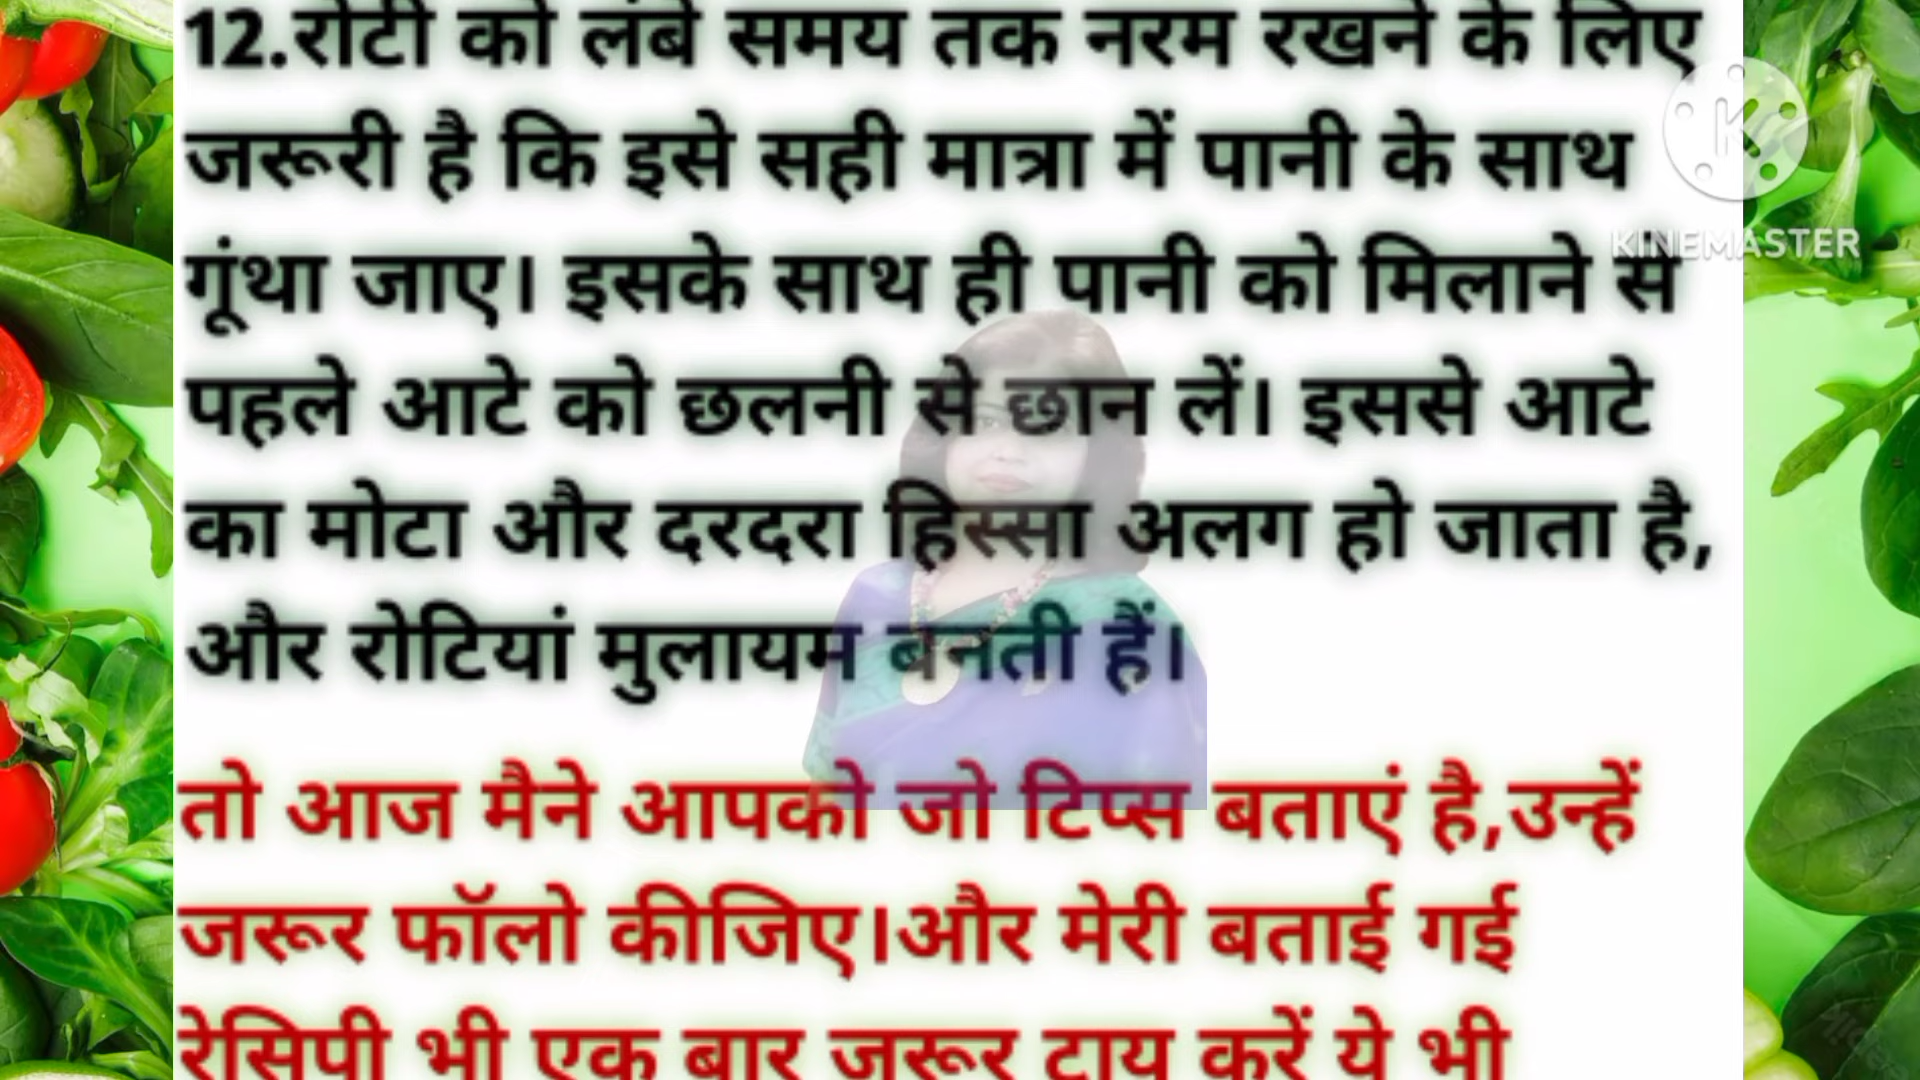 12.रोटी को लंबे समय तक नरम रखने के लिए
जरूरी है कि इसे सही मात्रा में पानी के साथ
गूंथा जाए। इसके साथ ही पानी को मिलाने से
पहले आटे को छलनी से छान लें। इससे आटे
का मोटा और दरदरा हिस्सा अलग हो जाता है,
और रोटियां मुलायम बनती हैं।
तो आज मैने आपको जो टिप्स बताएं है,उन्हें
जरूर फॉलो कीजिए।और मेरी बताई गई
रेसिपी भी एक बार जरूर ट्राय करें ये भी
KINEMASTER